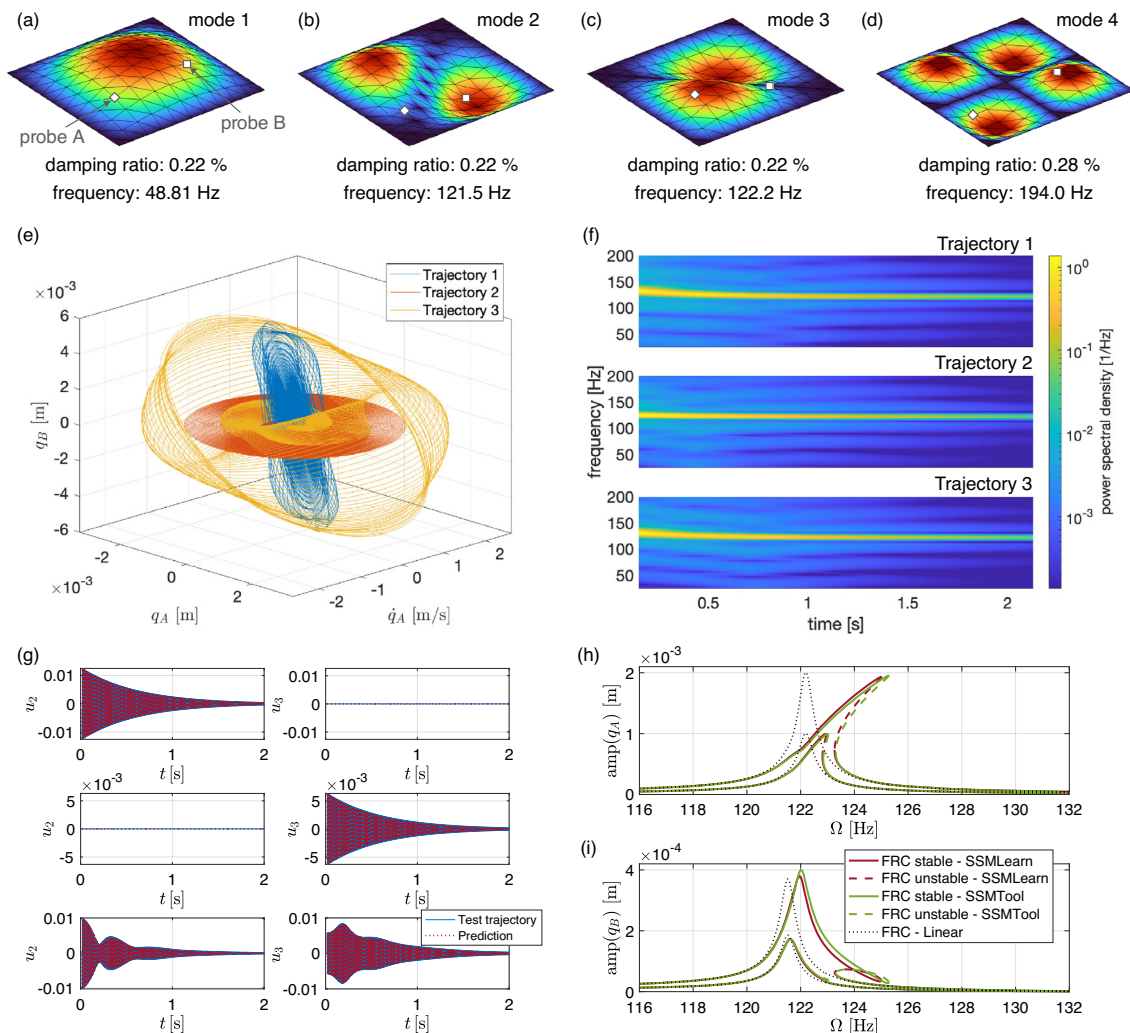 (a) mode 1
(b) mode 2
(c) mode 3
(d) mode 4
probe A
probe B
damping ratio: 0.22 %
frequency: 48.81 Hz
damping ratio: 0.22 %
frequency: 121.5 Hz
damping ratio: 0.22 %
frequency: 122.2 Hz
damping ratio: 0.28 %
frequency: 194.0 Hz
(e)
×10⁻³
6
4
2
0
-2
-4
-6
q_B [m]
-2
0
2
×10⁻³
q_A [m]
-2
-1
0
1
2
q̇_A [m/s]
Trajectory 1
Trajectory 2
Trajectory 3
(f)
Trajectory 1
200
150
100
50
Trajectory 2
200
150
100
50
Trajectory 3
200
150
100
50
frequency [Hz]
0.5 1 1.5 2
time [s]
10⁰
10⁻¹
10⁻²
10⁻³
power spectral density [1/Hz]
(g)
0.01
0
-0.01
u₂
0 1 2
t [s]
0.01
0
-0.01
u₃
0 1 2
t [s]
×10⁻³
5
0
-5
u₂
0 1 2
t [s]
×10⁻³
5
0
-5
u₃
0 1 2
t [s]
0.01
0
-0.01
u₂
0 1 2
t [s]
0.01
0
-0.01
u₃
0 1 2
t [s]
Test trajectory
Prediction
(h)
×10⁻³
2
1
0
amp(q_A) [m]
116 118 120 122 124 126 128 130 132
Ω [Hz]
(i)
×10⁻⁴
4
2
0
amp(q_B) [m]
116 118 120 122 124 126 128 130 132
Ω [Hz]
FRC stable - SSMLearn
FRC unstable - SSMLearn
FRC stable - SSMTool
FRC unstable - SSMTool
FRC - Linear